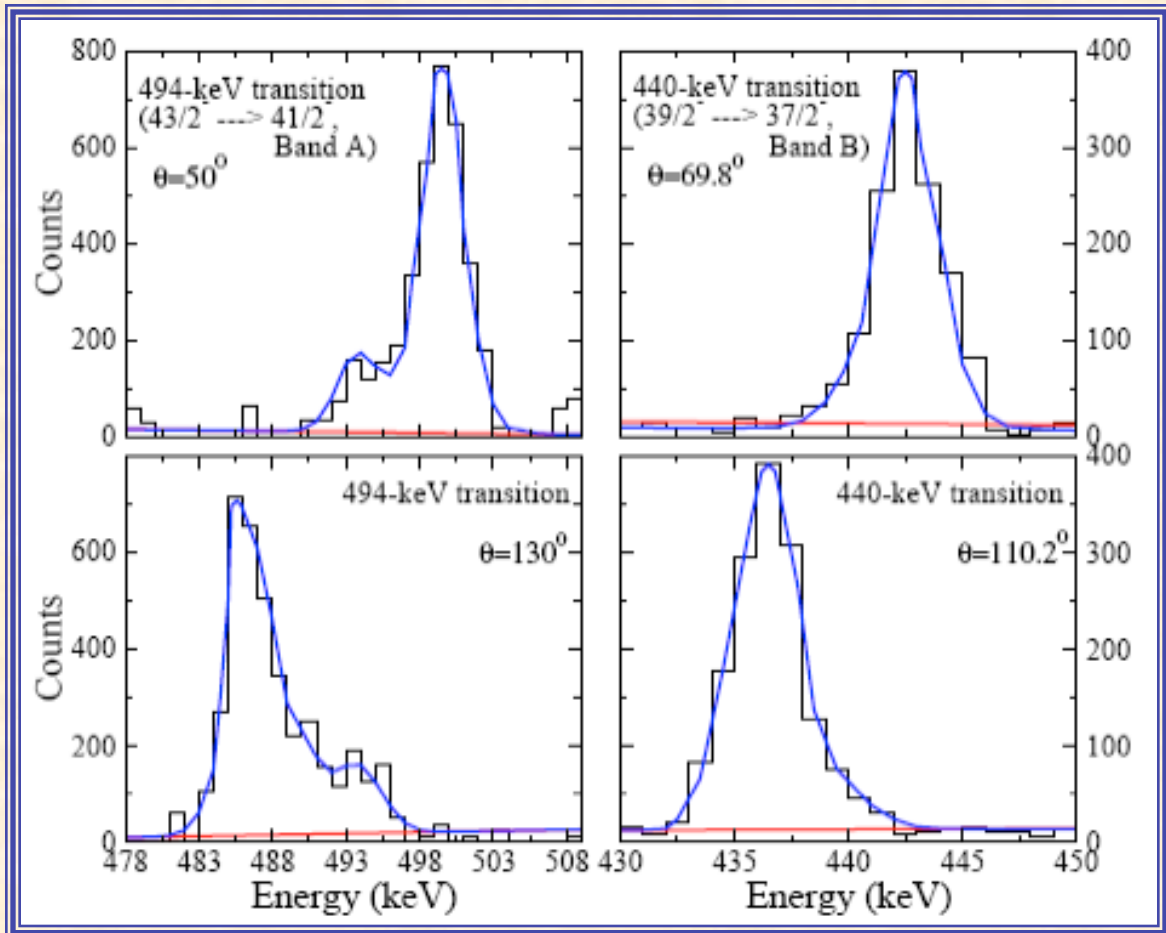 800
600
400
200
0
Counts
494-keV transition
(43/2⁻ ---> 41/2⁻,
Band A)
θ=50°
440-keV transition
(39/2⁻ ---> 37/2⁻,
Band B)
θ=69.8°
400
300
200
100
0
600
400
200
0
Counts
494-keV transition
θ=130°
440-keV transition
θ=110.2°
400
300
200
100
0
478 483 488 493 498 503 508
Energy (keV)
430 435 440 445 450
Energy (keV)